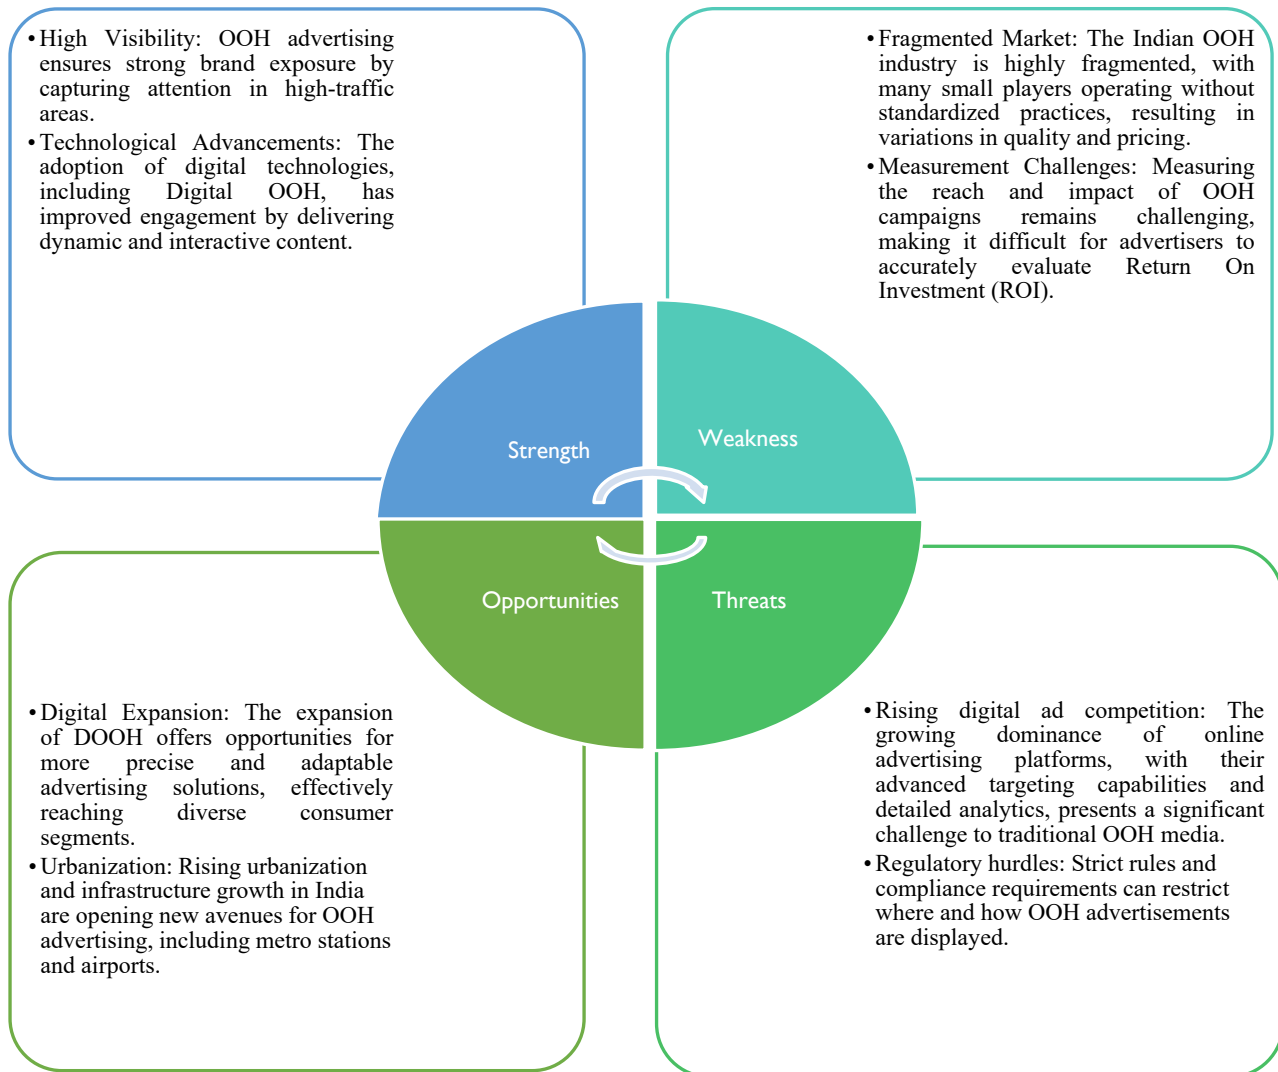 • High Visibility: OOH advertising
ensures strong brand exposure by
capturing attention in high-traffic
areas.
• Technological Advancements: The
adoption of digital technologies,
including Digital OOH, has
improved engagement by delivering
dynamic and interactive content.
• Fragmented Market: The Indian OOH
industry is highly fragmented, with
many small players operating without
standardized practices, resulting in
variations in quality and pricing.
• Measurement Challenges: Measuring
the reach and impact of OOH
campaigns remains challenging,
making it difficult for advertisers to
accurately evaluate Return On
Investment (ROI).
Strength
Weakness
Opportunities
Threats
• Digital Expansion: The expansion
of DOOH offers opportunities for
more precise and adaptable
advertising solutions, effectively
reaching diverse consumer
segments.
• Urbanization: Rising urbanization
and infrastructure growth in India
are opening new avenues for OOH
advertising, including metro stations
and airports.
• Rising digital ad competition: The
growing dominance of online
advertising platforms, with their
advanced targeting capabilities and
detailed analytics, presents a significant
challenge to traditional OOH media.
• Regulatory hurdles: Strict rules and
compliance requirements can restrict
where and how OOH advertisements
are displayed.